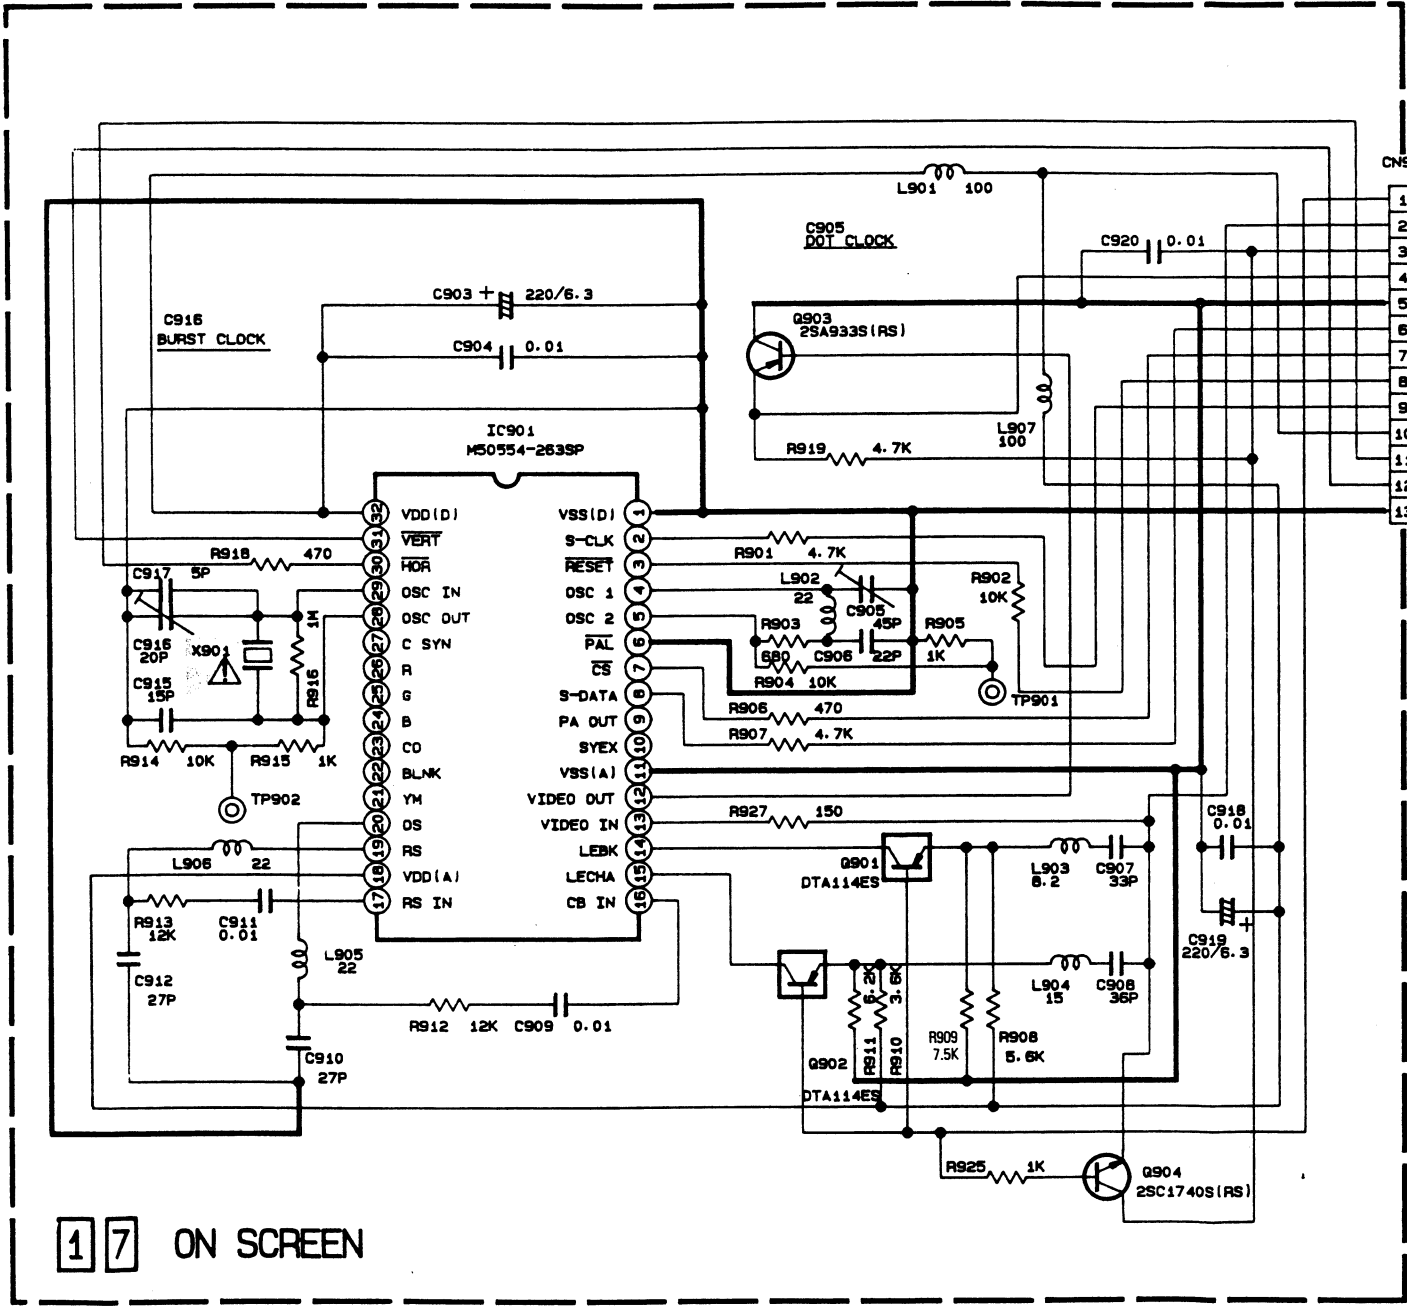 CN9
1
2
3
4
5
6
7
8
9
10
11
12
13
L901 100
C905
DOT CLOCK
C920 0.01
C903 + 220/6.3
C904 0.01
C916
BURST CLOCK
Q903
2SA933S(RS)
L907
100
R919 4.7K
IC901
M50554-263SP
32 VDD(D)
31 VERT
30 HOR
29 OSC IN
28 OSC OUT
27 C SYN
26 R
25 G
24 B
23 CO
22 BLNK
21 YM
20 OS
19 RS
18 VDD(A)
17 RS IN
VSS(D) 1
S-CLK 2
RESET 3
OSC 1 4
OSC 2 5
PAL 6
CS 7
S-DATA 8
PA OUT 9
SYEX 10
VSS(A) 11
VIDEO OUT 12
VIDEO IN 13
LEBK 14
LECHA 15
CB IN 16
R918 470
C917 5P
C916
20P
X901
1M
R916
C915
15P
R914 10K
R915 1K
TP902
R901 4.7K
L902
22
C905
45P
R902
10K
R903
680
C906 22P
R905
1K
R904 10K
TP901
R906 470
R907 4.7K
R927 150
Q901
DTA114ES
L903
8.2
C907
33P
C918
0.01
C919 +
220/6.3
L904
15
C908
36P
L906 22
R913
12K
C911
0.01
C912
27P
L905
22
R912 12K
C909 0.01
C910
27P
6.2K
R911
3.6K
R910
R909
7.5K
R908
5.6K
Q902
DTA114ES
R925 1K
Q904
2SC1740S(RS)
1 7 ON SCREEN